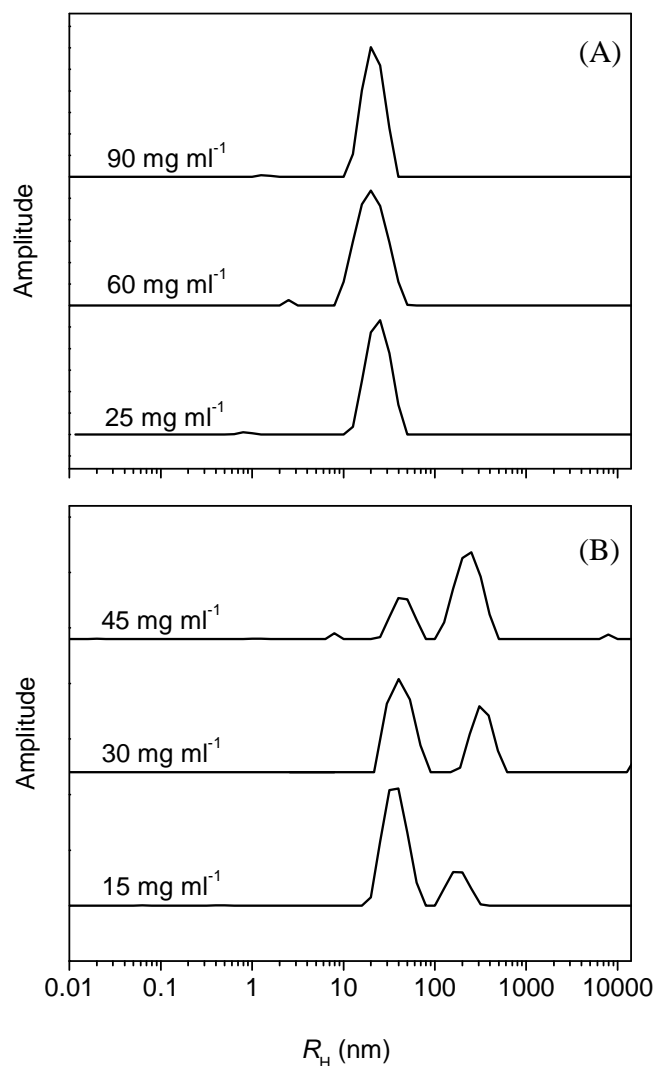 (A)
90 mg ml⁻¹
60 mg ml⁻¹
25 mg ml⁻¹
Amplitude
(B)
45 mg ml⁻¹
30 mg ml⁻¹
15 mg ml⁻¹
Amplitude
0.01 0.1 1 10 100 1000 10000
R_H (nm)